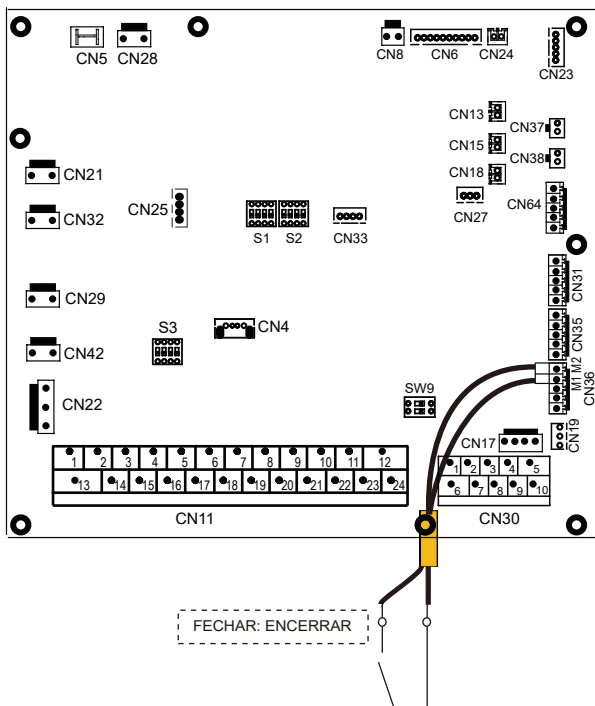 CN5
CN28
CN8
CN6
CN24
CN23
CN13
CN15
CN18
CN37
CN38
CN27
CN64
CN21
CN32
CN25
S1
S2
CN33
CN31
CN29
CN42
CN22
S3
CN4
CN35
SW9
M1 M2
CN36
CN17
CN19
1 2 3 4 5 6 7 8 9 10 11 12
13 14 15 16 17 18 19 20 21 22 23 24
CN11
1 2 3 4 5
6 7 8 9 10
CN30
FECHAR: ENCERRAR